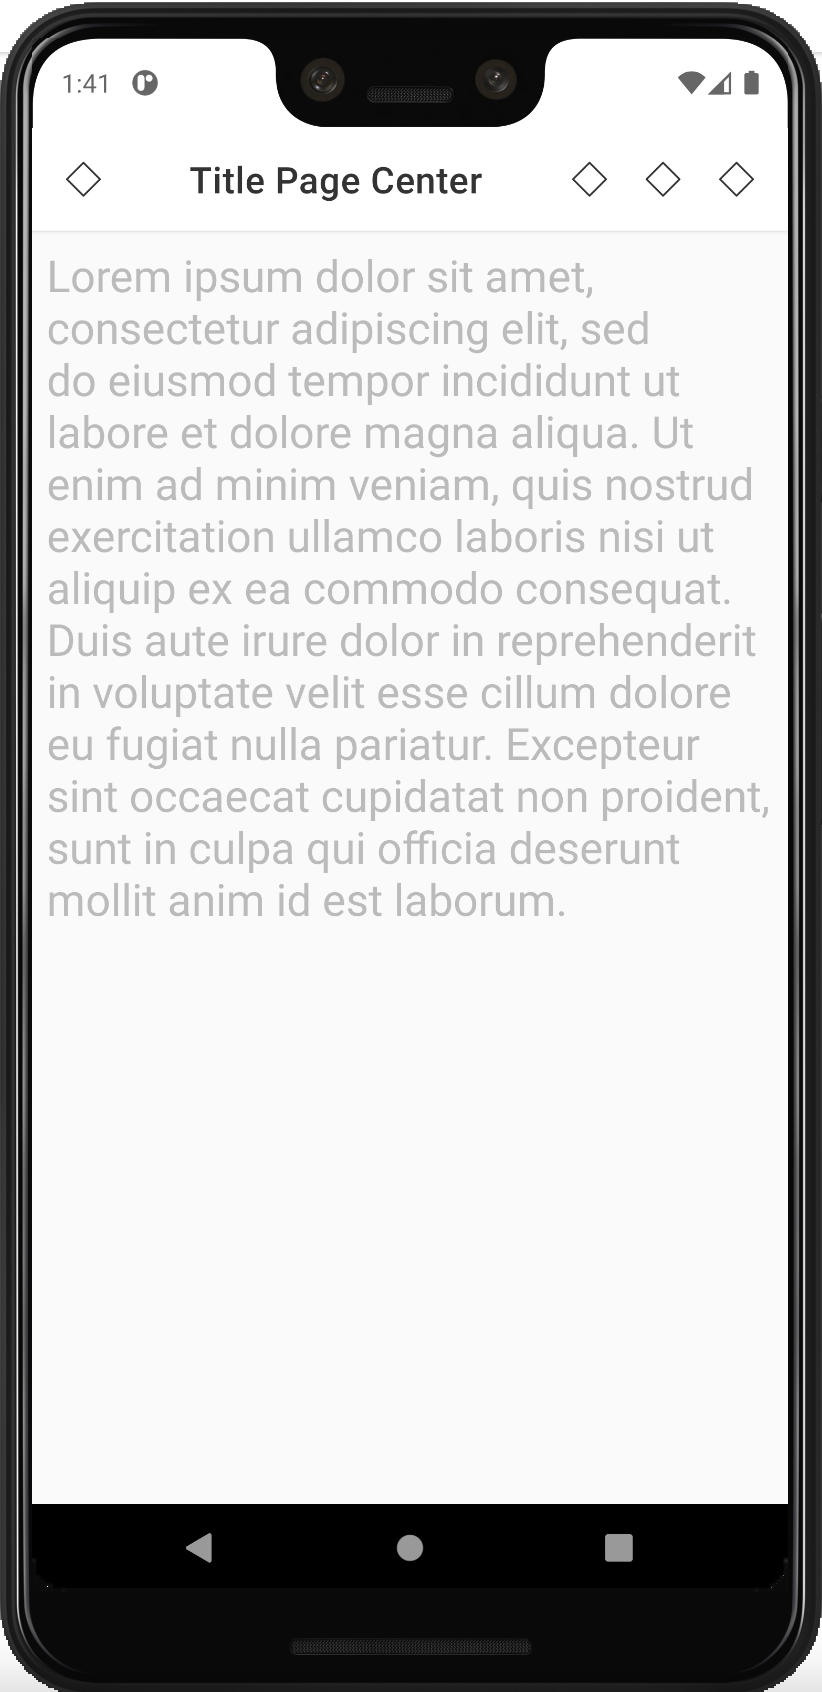 1:41
Title Page Center
Lorem ipsum dolor sit amet,
consectetur adipiscing elit, sed
do eiusmod tempor incididunt ut
labore et dolore magna aliqua. Ut
enim ad minim veniam, quis nostrud
exercitation ullamco laboris nisi ut
aliquip ex ea commodo consequat.
Duis aute irure dolor in reprehenderit
in voluptate velit esse cillum dolore
eu fugiat nulla pariatur. Excepteur
sint occaecat cupidatat non proident,
sunt in culpa qui officia deserunt
mollit anim id est laborum.